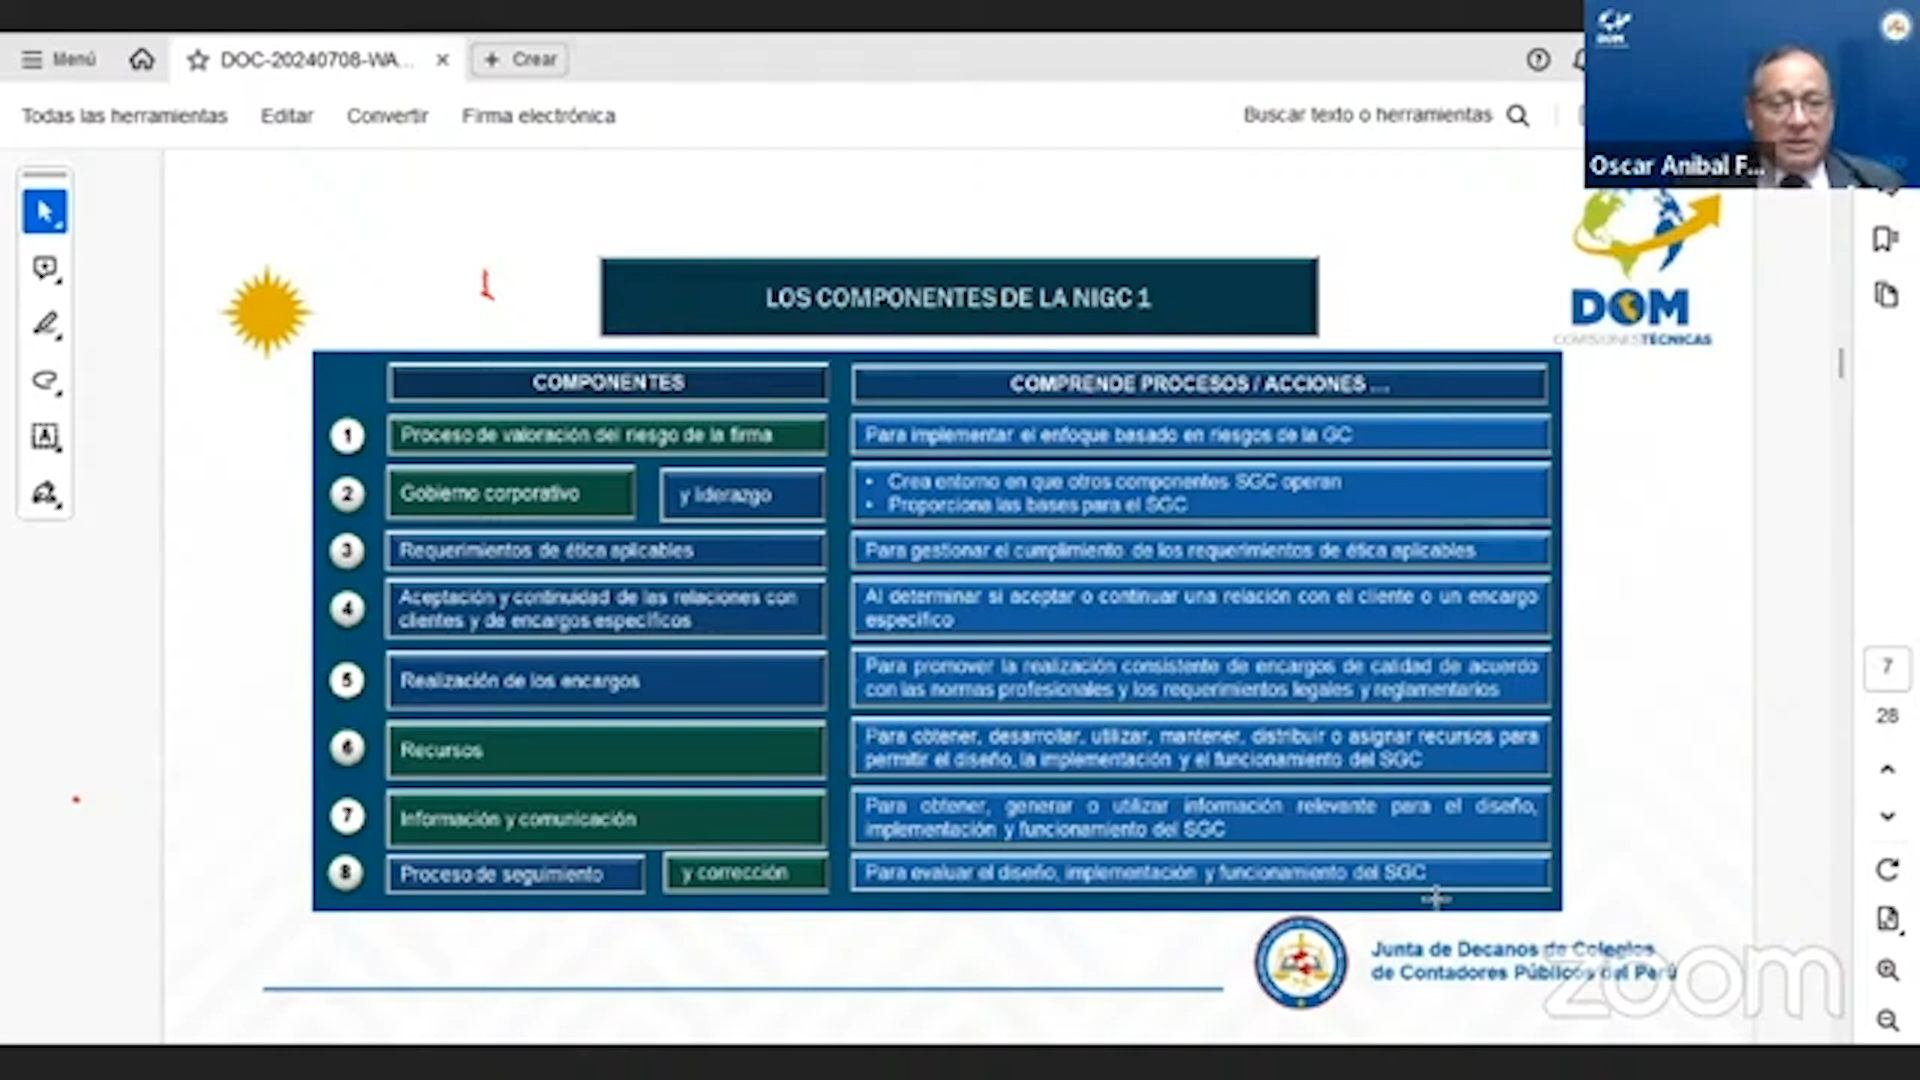 Menú
DOC-20240708-WA...
Crear
Todas las herramientas
Editar
Convertir
Firma electrónica
Buscar texto o herramientas
DOM
Oscar Anibal F...
DOM
COMISIONES TÉCNICAS
LOS COMPONENTES DE LA NIGC 1
COMPONENTES
COMPRENDE PROCESOS / ACCIONES ...
1
Proceso de valoración del riesgo de la firma
Para implementar el enfoque basado en riesgos de la GC
2
Gobierno corporativo
y liderazgo
• Crea entorno en que otros componentes SGC operan
• Proporciona las bases para el SGC
3
Requerimientos de ética aplicables
Para gestionar el cumplimiento de los requerimientos de ética aplicables
4
Aceptación y continuidad de las relaciones con
clientes y de encargos específicos
Al determinar si aceptar o continuar una relación con el cliente o un encargo
específico
5
Realización de los encargos
Para promover la realización consistente de encargos de calidad de acuerdo
con las normas profesionales y los requerimientos legales y reglamentarios
6
Recursos
Para obtener, desarrollar, utilizar, mantener, distribuir o asignar recursos para
permitir el diseño, la implementación y el funcionamiento del SGC
7
Información y comunicación
Para obtener, generar o utilizar información relevante para el diseño,
implementación y funcionamiento del SGC
8
Proceso de seguimiento
y corrección
Para evaluar el diseño, implementación y funcionamiento del SGC
7
28
Junta de Decanos de Colegios
de Contadores Públicos del Perú
zoom